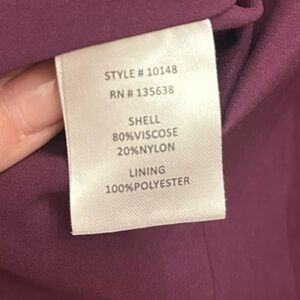 STYLE # 10148
RN # 135638
SHELL
80%VISCOSE
20%NYLON
LINING
100%POLYESTER